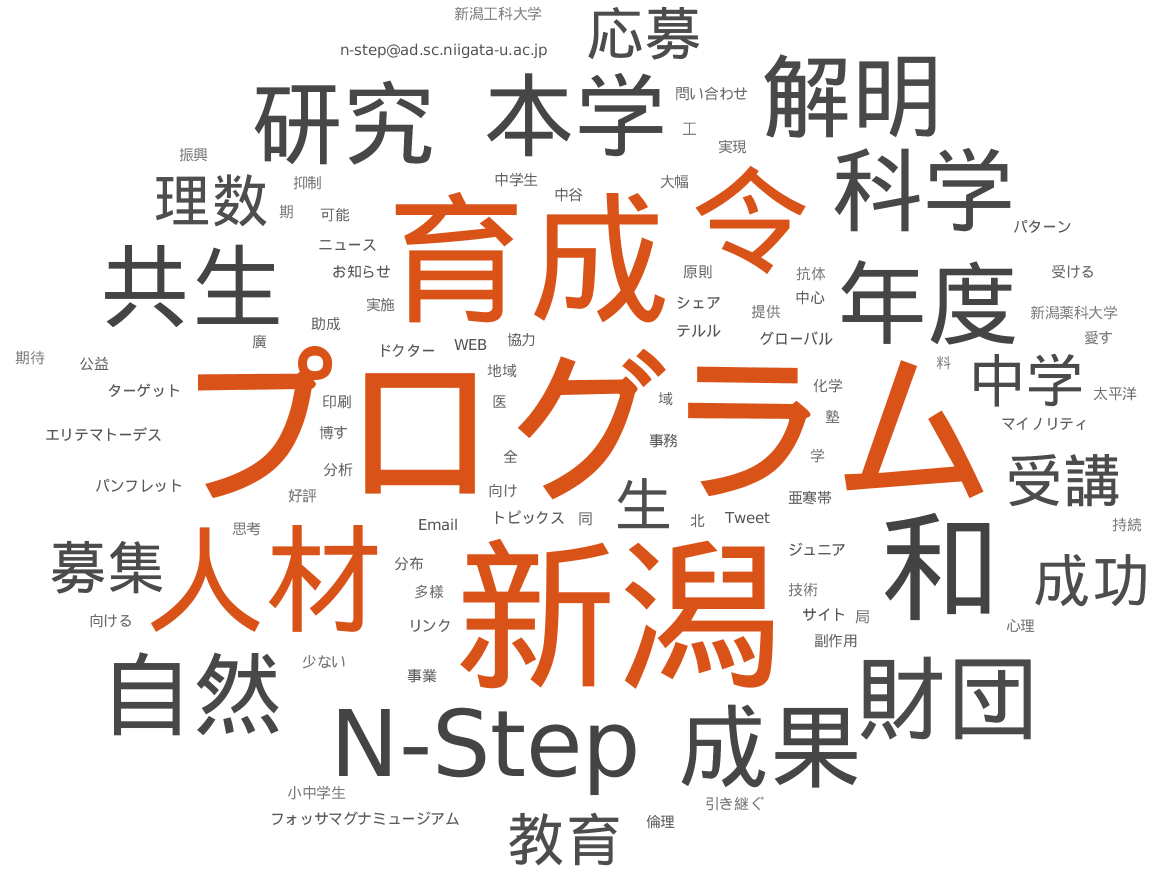 新潟工科大学
応募
n-step@ad.sc.niigata-u.ac.jp
解明
研究
本学
問い合わせ
工
実現
科学
振興
理数
抑制
中学生
中谷
大幅
令
期
可能
育成
パターン
ニュース
共生
お知らせ
原則
抗体
年度
受ける
実施
シェア
中心
提供
新潟薬科大学
助成
テルル
グローバル
愛す
廣
ドクター
WEB
協力
期待
公益
地域
料
中学
ターゲット
プログラム
化学
太平洋
印刷
医
域
塾
マイノリティ
エリテマトーデス
博す
事務
全
学
分析
受講
パンフレット
好評
向け
亜寒帯
生
トピックス
同
北
Tweet
思考
Email
持続
人材
新潟
ジュニア
和
募集
分布
成功
多様
技術
向ける
リンク
サイト
局
心理
副作用
自然
少ない
事業
財団
N-Step
成果
小中学生
引き継ぐ
フォッサマグナミュージアム
教育
倫理